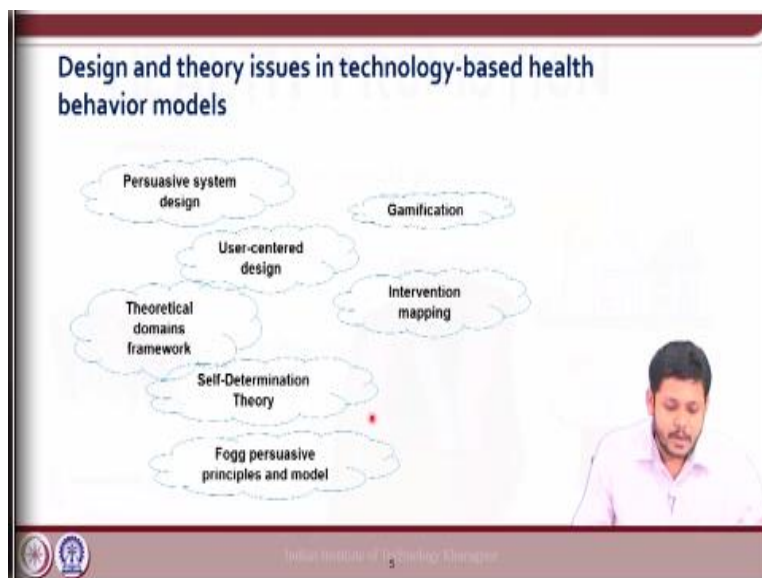 Design and theory issues in technology-based health
behavior models
Persuasive system
design
Gamification
User-centered
design
Intervention
mapping
Theoretical
domains
framework
Self-Determination
Theory
Fogg persuasive
principles and model
Indian Institute of Technology Kharagpur
5